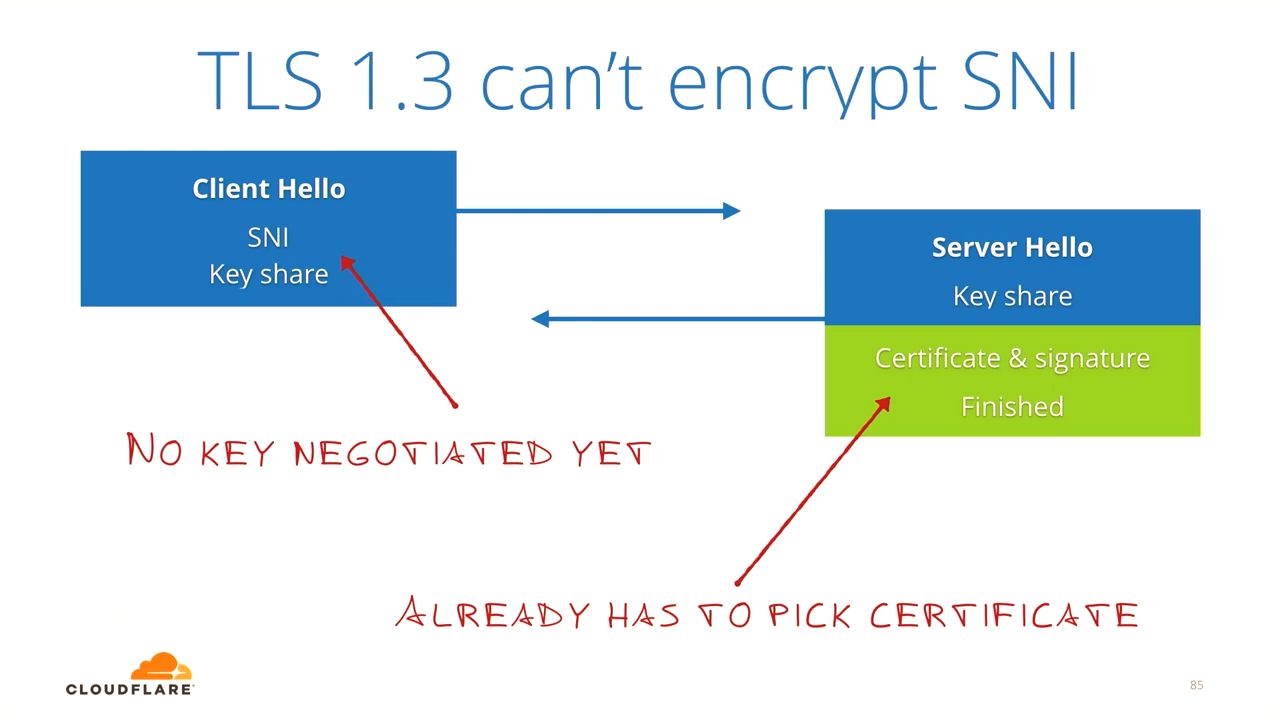 TLS 1.3 can't encrypt SNI
Client Hello
SNI
Key share
Server Hello
Key share
Certificate & signature
Finished
NO KEY NEGOTIATED YET
ALREADY HAS TO PICK CERTIFICATE
CLOUDFLARE
85